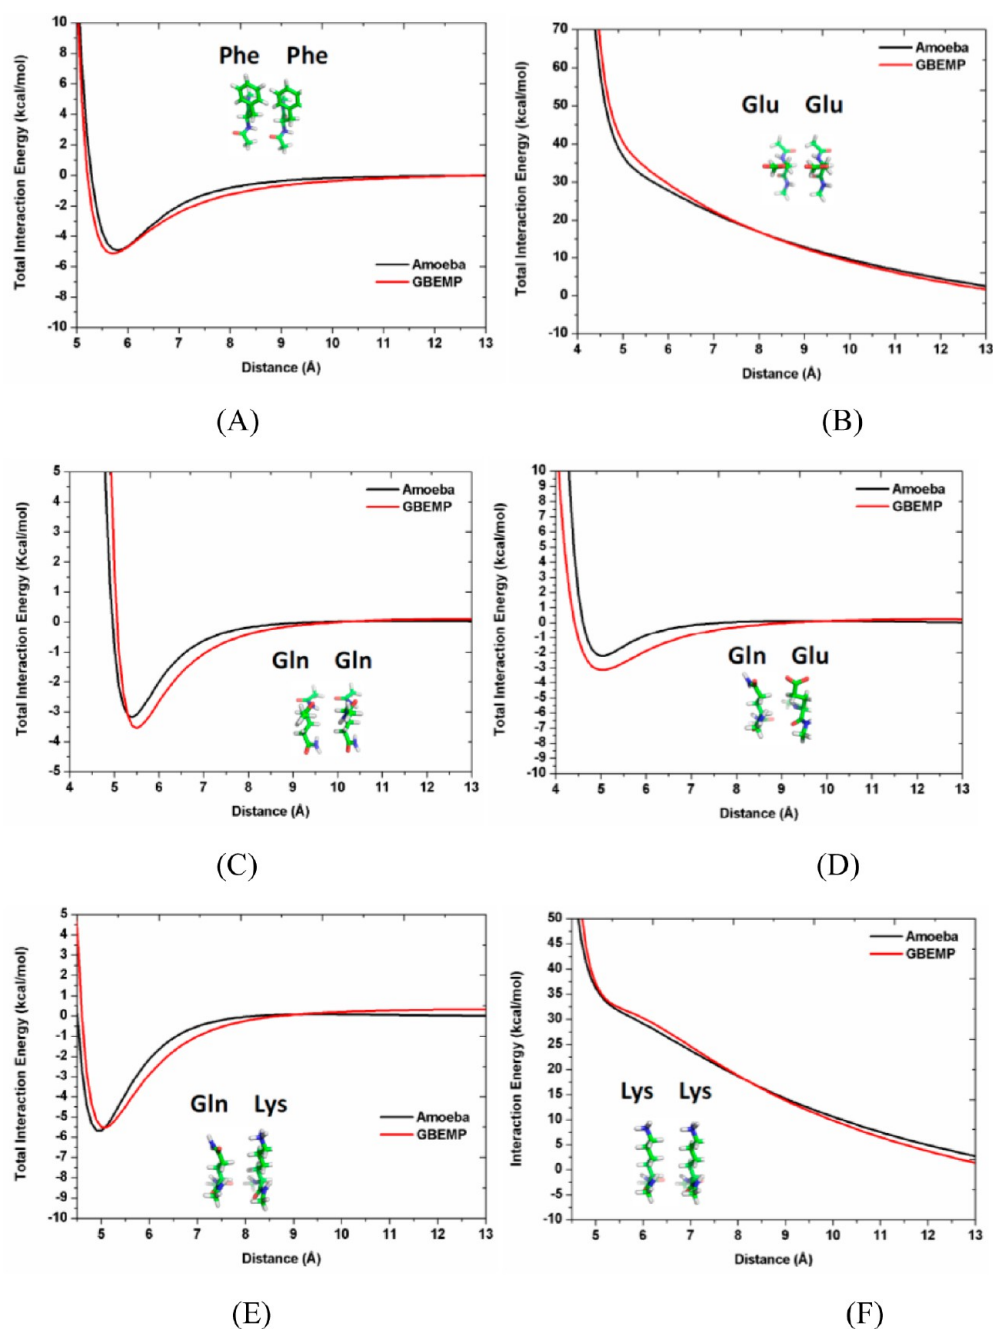 Total Interaction Energy (kcal/mol)
10
8
6
4
2
0
-2
-4
-6
-8
-10
Phe Phe
Amoeba
GBEMP
5 6 7 8 9 10 11 12 13
Distance (Å)
(A)
Total Interaction Energy (kcal/mol)
70
60
50
40
30
20
10
0
-10
Amoeba
GBEMP
Glu Glu
4 5 6 7 8 9 10 11 12 13
Distance (Å)
(B)
Total Interaction Energy (Kcal/mol)
5
4
3
2
1
0
-1
-2
-3
-4
-5
Amoeba
GBEMP
Gln Gln
4 5 6 7 8 9 10 11 12 13
Distance (Å)
(C)
Total Interaction Energy (kcal/mol)
10
9
8
7
6
5
4
3
2
1
0
-1
-2
-3
-4
-5
-6
-7
-8
-9
-10
Amoeba
GBEMP
Gln Glu
4 5 6 7 8 9 10 11 12 13
Distance (Å)
(D)
Total Interaction Energy (kcal/mol)
5
4
3
2
1
0
-1
-2
-3
-4
-5
-6
-7
-8
-9
-10
Gln Lys
Amoeba
GBEMP
5 6 7 8 9 10 11 12 13
Distance (Å)
(E)
Interaction Energy (kcal/mol)
50
45
40
35
30
25
20
15
10
5
0
-5
-10
Amoeba
GBEMP
Lys Lys
5 6 7 8 9 10 11 12 13
Distance (Å)
(F)